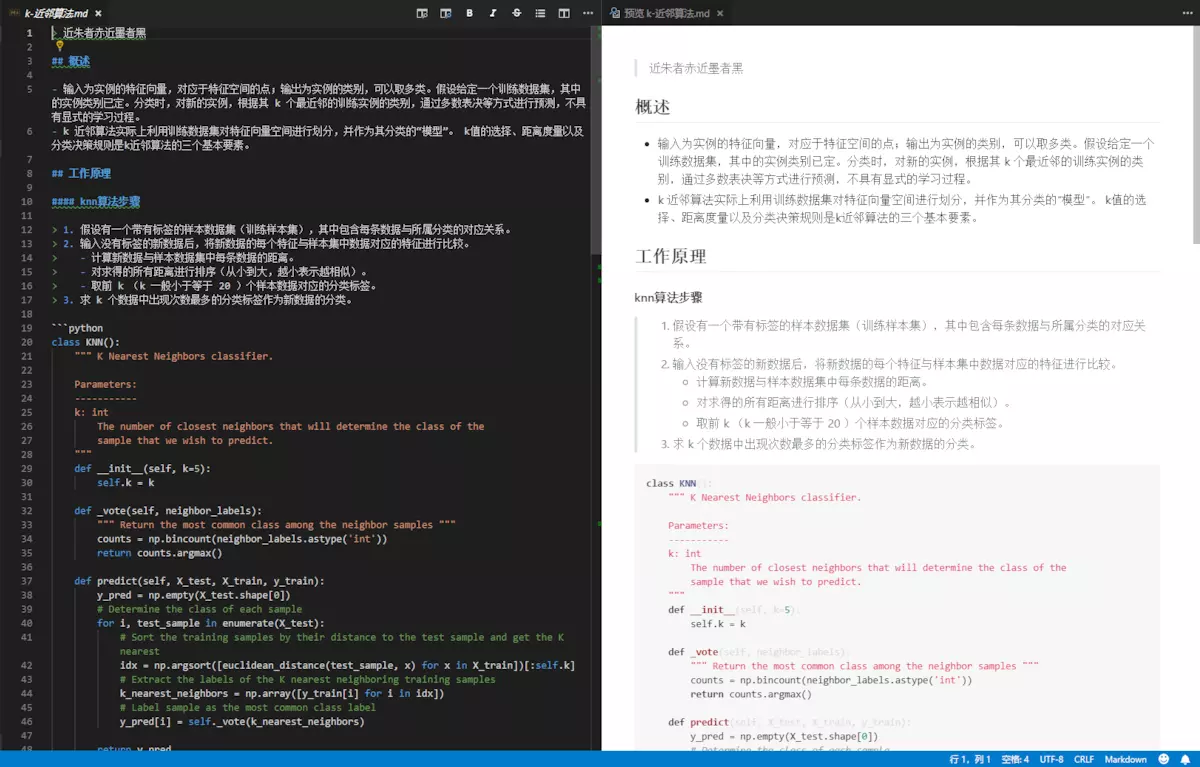 k-近邻算法.md
预览 k-近邻算法.md
1 > 近朱者赤近墨者黑
2
3 ## 概述
4
5 - 输入为实例的特征向量，对应于特征空间的点；输出为实例的类别，可以取多类。假设给定一个训练数据集，其中
的实例类别已定。分类时，对新的实例，根据其 k 个最近邻的训练实例的类别，通过多数表决等方式进行预测，不具
有显式的学习过程。
6 - k 近邻算法实际上利用训练数据集对特征向量空间进行划分，并作为其分类的“模型”。 k值的选择、距离度量以及
分类决策规则是k近邻算法的三个基本要素。
7
8 ## 工作原理
9
10 #### knn算法步骤
11
12 > 1. 假设有一个带有标签的样本数据集（训练样本集），其中包含每条数据与所属分类的对应关系。
13 > 2. 输入没有标签的新数据后，将新数据的每个特征与样本集中数据对应的特征进行比较。
14 >    - 计算新数据与样本数据集中每条数据的距离。
15 >    - 对求得的所有距离进行排序（从小到大，越小表示越相似）。
16 >    - 取前 k （k 一般小于等于 20 ）个样本数据对应的分类标签。
17 > 3. 求 k 个数据中出现次数最多的分类标签作为新数据的分类。
18
19 ```python
20 class KNN():
21     """ K Nearest Neighbors classifier.
22
23     Parameters:
24     -----------
25     k: int
26         The number of closest neighbors that will determine the class of the
27         sample that we wish to predict.
28     """
29     def __init__(self, k=5):
30         self.k = k
31
32     def _vote(self, neighbor_labels):
33         """ Return the most common class among the neighbor samples """
34         counts = np.bincount(neighbor_labels.astype('int'))
35         return counts.argmax()
36
37     def predict(self, X_test, X_train, y_train):
38         y_pred = np.empty(X_test.shape[0])
39         # Determine the class of each sample
40         for i, test_sample in enumerate(X_test):
41             # Sort the training samples by their distance to the test sample and get the K
nearest
42             idx = np.argsort([euclidean_distance(test_sample, x) for x in X_train])[:self.k]
43             # Extract the labels of the K nearest neighboring training samples
44             k_nearest_neighbors = np.array([y_train[i] for i in idx])
45             # Label sample as the most common class label
46             y_pred[i] = self._vote(k_nearest_neighbors)
47
48         return y_pred
近朱者赤近墨者黑
概述
• 输入为实例的特征向量，对应于特征空间的点；输出为实例的类别，可以取多类。假设给定一个
训练数据集，其中的实例类别已定。分类时，对新的实例，根据其 k 个最近邻的训练实例的类
别，通过多数表决等方式进行预测，不具有显式的学习过程。
• k 近邻算法实际上利用训练数据集对特征向量空间进行划分，并作为其分类的“模型”。 k值的选
择、距离度量以及分类决策规则是k近邻算法的三个基本要素。
工作原理
knn算法步骤
1. 假设有一个带有标签的样本数据集（训练样本集），其中包含每条数据与所属分类的对应关
系。
2. 输入没有标签的新数据后，将新数据的每个特征与样本集中数据对应的特征进行比较。
○ 计算新数据与样本数据集中每条数据的距离。
○ 对求得的所有距离进行排序（从小到大，越小表示越相似）。
○ 取前 k （k 一般小于等于 20 ）个样本数据对应的分类标签。
3. 求 k 个数据中出现次数最多的分类标签作为新数据的分类。
class KNN():
    """ K Nearest Neighbors classifier.
    Parameters:
    -----------
    k: int
        The number of closest neighbors that will determine the class of the
        sample that we wish to predict.
    """
    def __init__(self, k=5):
        self.k = k
    def _vote(self, neighbor_labels):
        """ Return the most common class among the neighbor samples """
        counts = np.bincount(neighbor_labels.astype('int'))
        return counts.argmax()
    def predict(self, X_test, X_train, y_train):
        y_pred = np.empty(X_test.shape[0])
        # Determine the class of each sample
行 1，列 1 空格: 4 UTF-8 CRLF Markdown